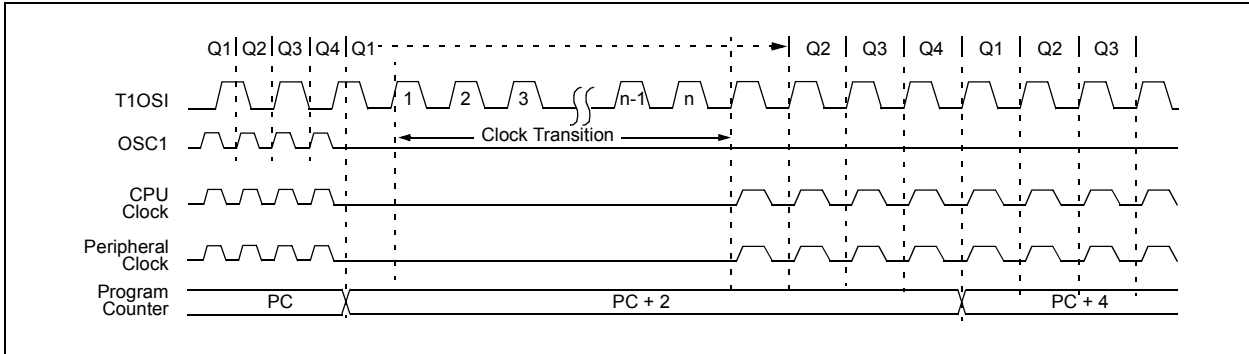 Q1 Q2 Q3 Q4 Q1 Q2 Q3 Q4 Q1 Q2 Q3
T1OSI
1 2 3 n-1 n
Clock Transition
OSC1
CPU
Clock
Peripheral
Clock
Program
Counter
PC PC + 2 PC + 4